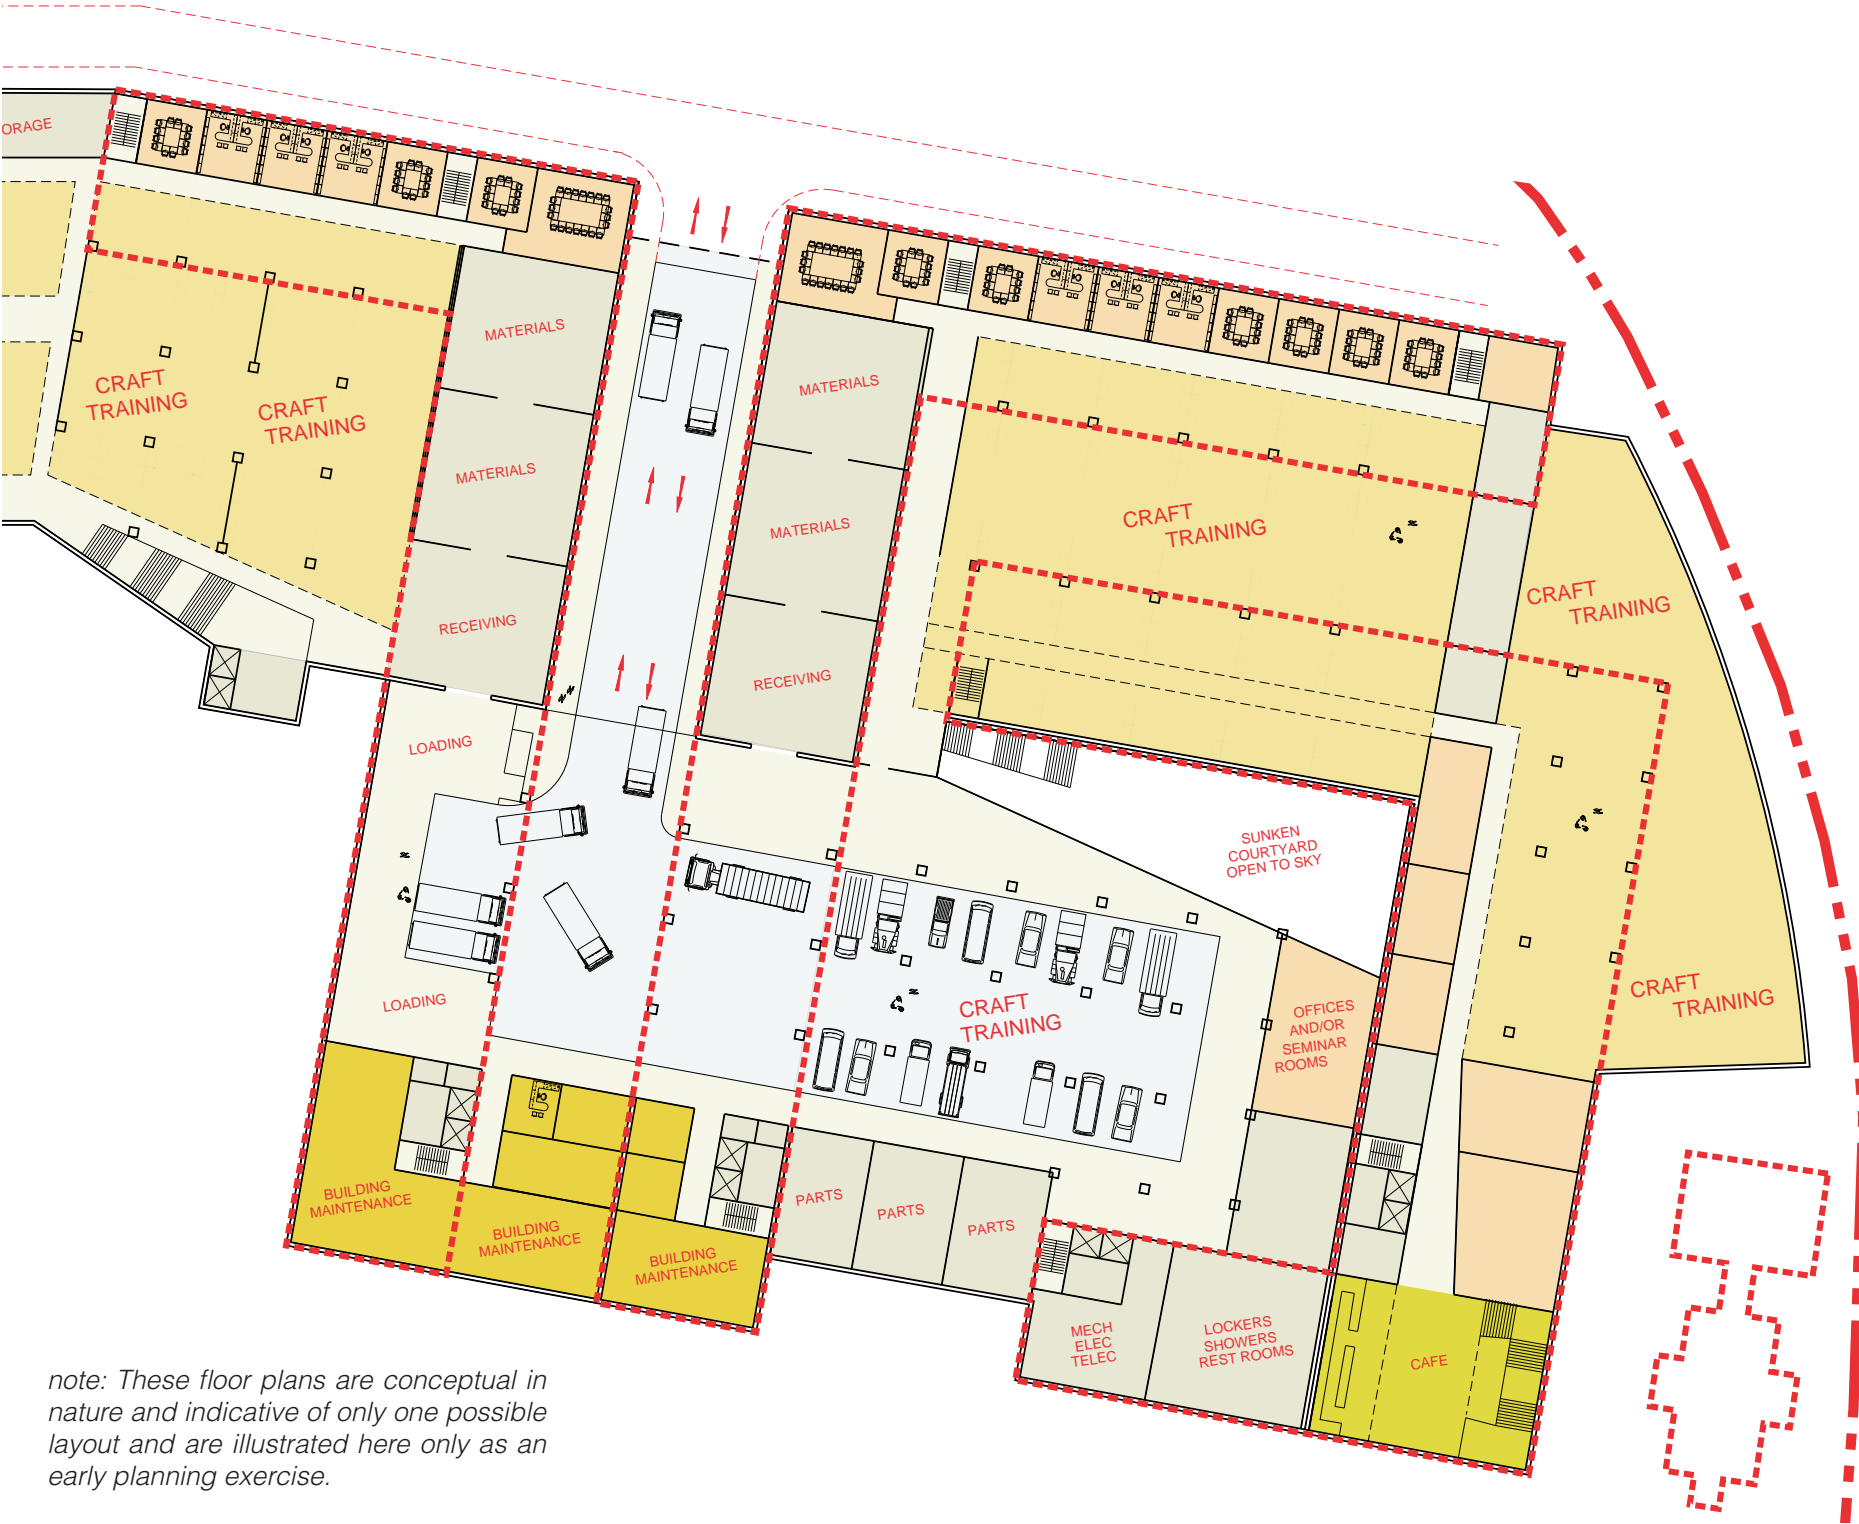 ORAGE
CRAFT
TRAINING
CRAFT
TRAINING
MATERIALS
MATERIALS
RECEIVING
MATERIALS
MATERIALS
RECEIVING
CRAFT
TRAINING
CRAFT
TRAINING
LOADING
LOADING
SUNKEN
COURTYARD
OPEN TO SKY
CRAFT
TRAINING
OFFICES
AND/OR
SEMINAR
ROOMS
CRAFT
TRAINING
BUILDING
MAINTENANCE
BUILDING
MAINTENANCE
BUILDING
MAINTENANCE
PARTS
PARTS
PARTS
MECH
ELEC
TELEC
LOCKERS
SHOWERS
REST ROOMS
CAFE
note: These floor plans are conceptual in
nature and indicative of only one possible
layout and are illustrated here only as an
early planning exercise.